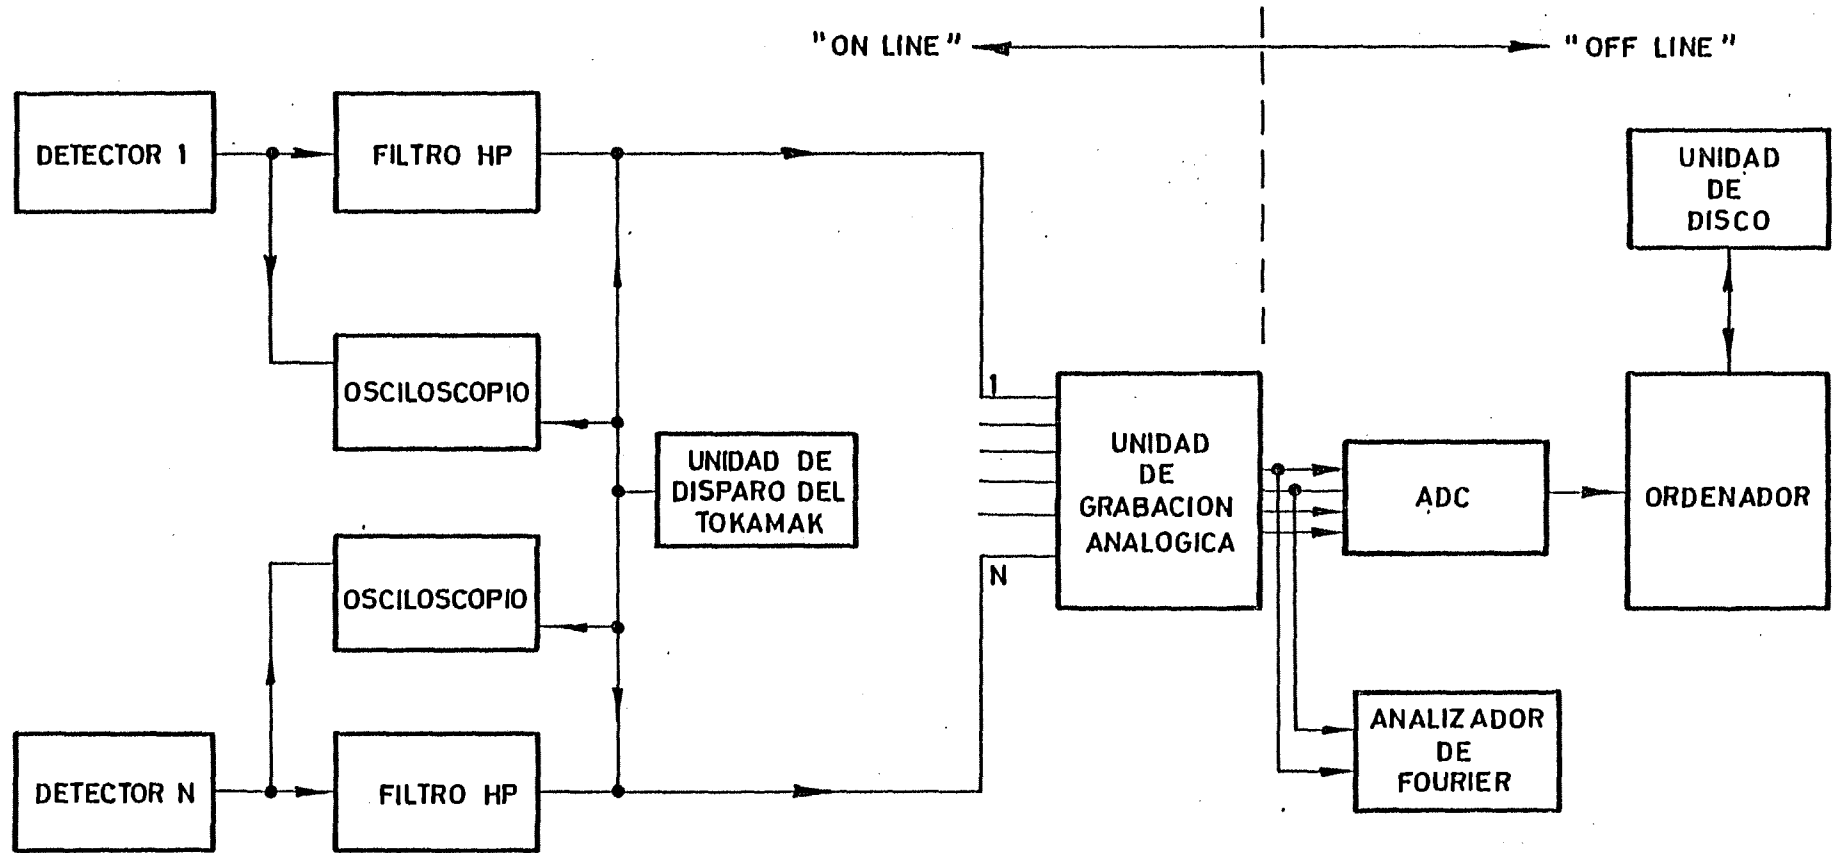 "ON LINE"
"OFF LINE"
DETECTOR 1
FILTRO HP
UNIDAD
DE
DISCO
OSCILOSCOPIO
1
UNIDAD DE
DISPARO DEL
TOKAMAK
UNIDAD
DE
GRABACION
ANALOGICA
ADC
ORDENADOR
OSCILOSCOPIO
N
DETECTOR N
FILTRO HP
ANALIZADOR
DE
FOURIER